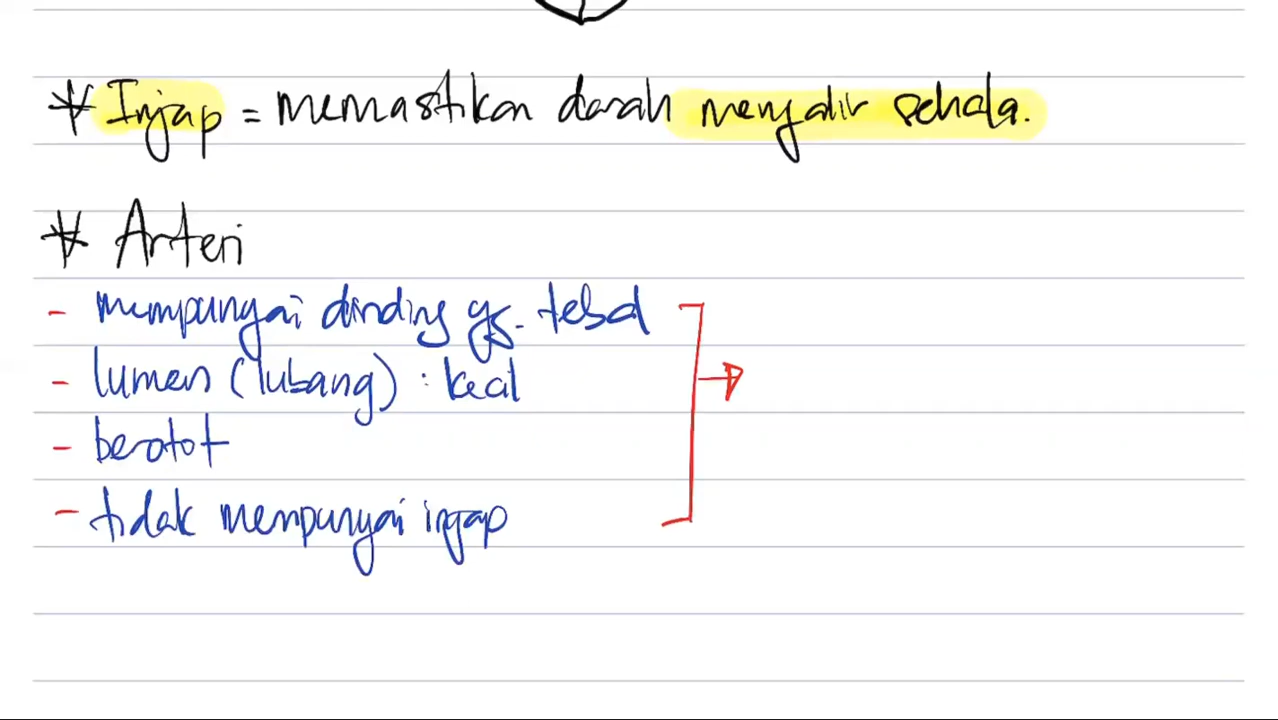 * Injap = memastikan darah mengalir sehala.
* Arteri
- mempunyai dinding yg. tebal
- lumen (lubang) : kecil
- berotot
- tidak mempunyai injap